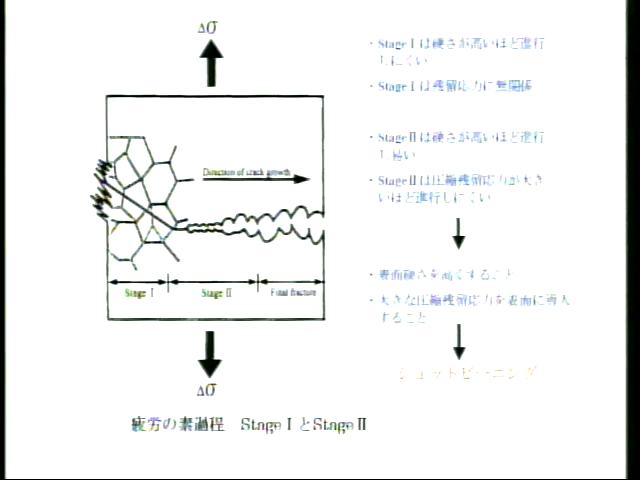 Δσ
・StageⅠは硬さが高いほど進行
しにくい
・StageⅠは残留応力に無関係
・StageⅡは硬さが高いほど進行
し易い
・StageⅡは圧縮残留応力が大き
いほど進行しにくい
Direction of crack growth
StageⅠ
StageⅡ
Final fracture
・表面硬さを高くすること
・大きな圧縮残留応力を表面に導入
すること
ショットピーニング
Δσ
疲労の素過程 StageⅠとStageⅡ